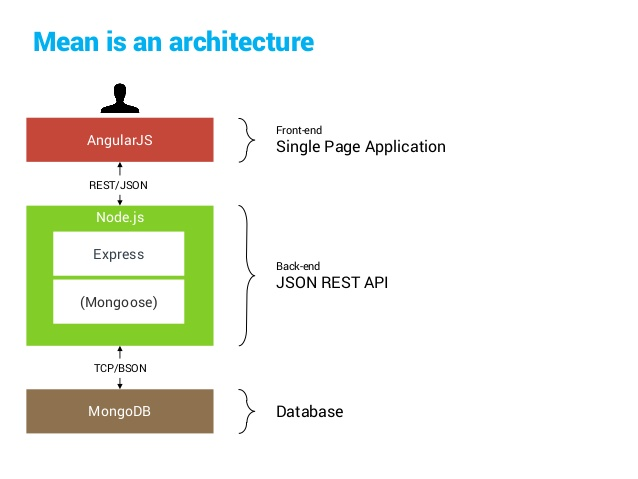 Mean is an architecture
AngularJS
Front-end
Single Page Application
REST/JSON
Node.js
Express
(Mongoose)
Back-end
JSON REST API
TCP/BSON
MongoDB
Database